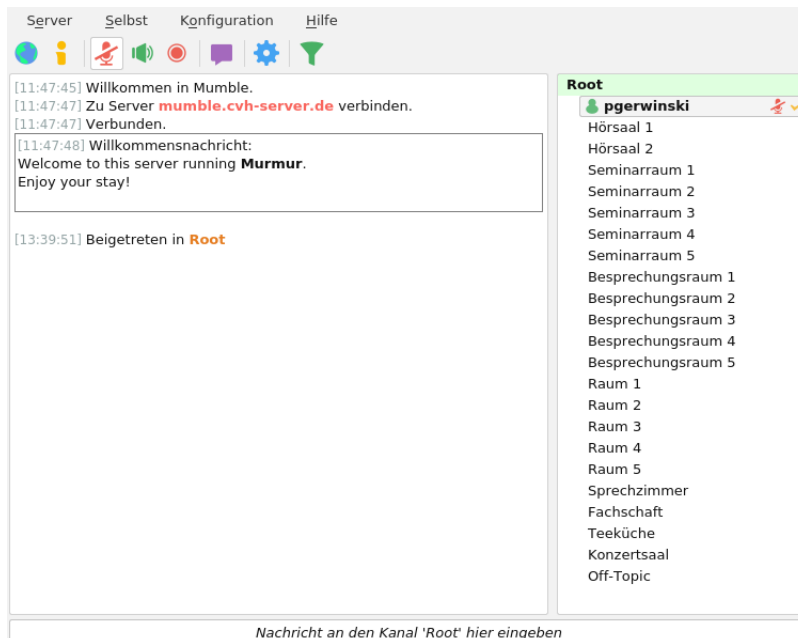 Server Selbst Konfiguration Hilfe
[11:47:45] Willkommen in Mumble.
[11:47:47] Zu Server mumble.cvh-server.de verbinden.
[11:47:47] Verbunden.
[11:47:48] Willkommensnachricht:
Welcome to this server running Murmur.
Enjoy your stay!
[13:39:51] Beigetreten in Root
Root
pgerwinski
Hörsaal 1
Hörsaal 2
Seminarraum 1
Seminarraum 2
Seminarraum 3
Seminarraum 4
Seminarraum 5
Besprechungsraum 1
Besprechungsraum 2
Besprechungsraum 3
Besprechungsraum 4
Besprechungsraum 5
Raum 1
Raum 2
Raum 3
Raum 4
Raum 5
Sprechzimmer
Fachschaft
Teeküche
Konzertsaal
Off-Topic
Nachricht an den Kanal 'Root' hier eingeben